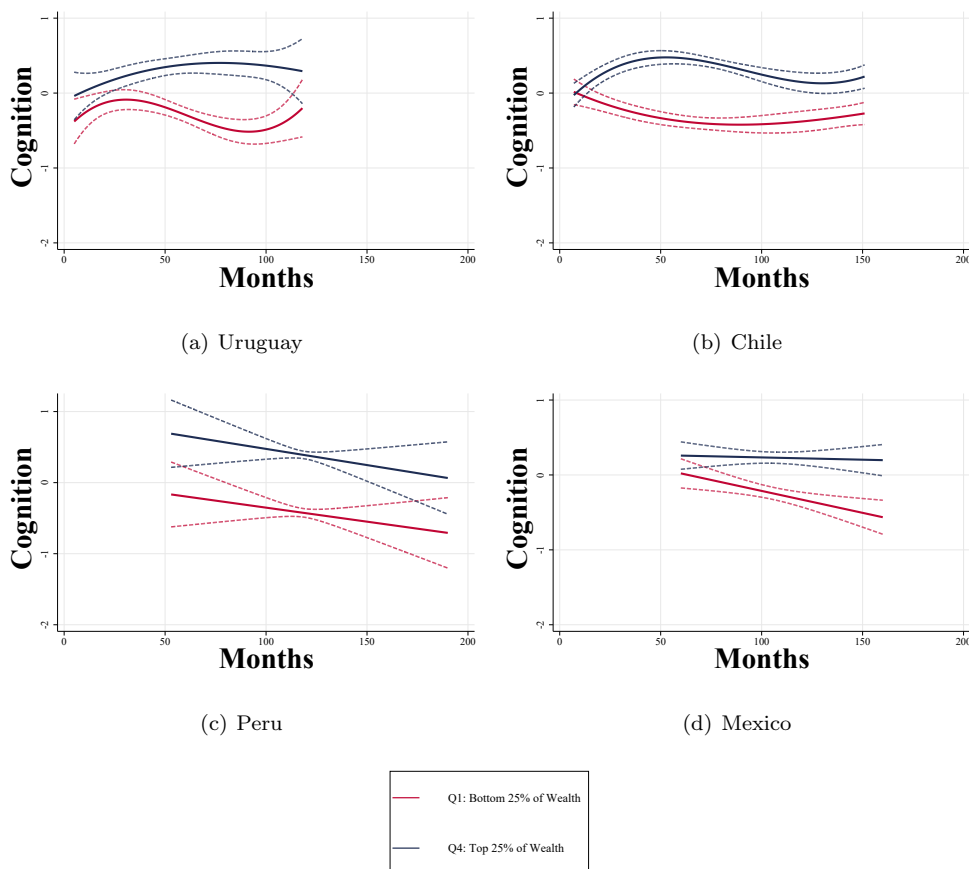 Cognition
1
0
-1
-2
0 50 100 150 200
Months
(a) Uruguay
Cognition
1
0
-1
-2
0 50 100 150 200
Months
(b) Chile
Cognition
1
0
-1
-2
0 50 100 150 200
Months
(c) Peru
Cognition
1
0
-1
-2
0 50 100 150 200
Months
(d) Mexico
Q1: Bottom 25% of Wealth
Q4: Top 25% of Wealth